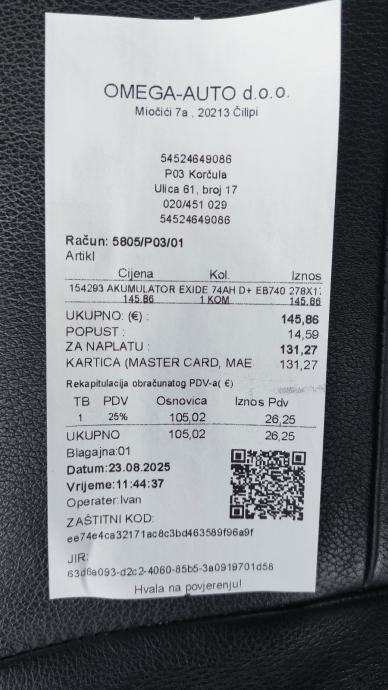 OMEGA-AUTO d.o.o.
Miočići 7a , 20213 Čilipi
54524649086
P03 Korčula
Ulica 61, broj 17
020/451 029
54524649086
Račun: 5805/P03/01
Artikl
Cijena Kol. Iznos
154293 AKUMULATOR EXIDE 74AH D+ EB740 278X17
145,86 1 KOM 145,86
UKUPNO: (€) : 145,86
POPUST : 14,59
ZA NAPLATU : 131,27
KARTICA (MASTER CARD, MAE 131,27
Rekapitulacija obračunatog PDV-a( €)
TB PDV Osnovica Iznos Pdv
1 25% 105,02 26,25
UKUPNO 105,02 26,25
Blagajna:01
Datum:23.08.2025
Vrijeme:11:44:37
Operater:Ivan
ZAŠTITNI KOD:
ee74e4ca32171ac8c3bd463589f96a9f
JIR:
63d6a093-d2c2-4060-85b5-3a0919701d58
Hvala na povjerenju!